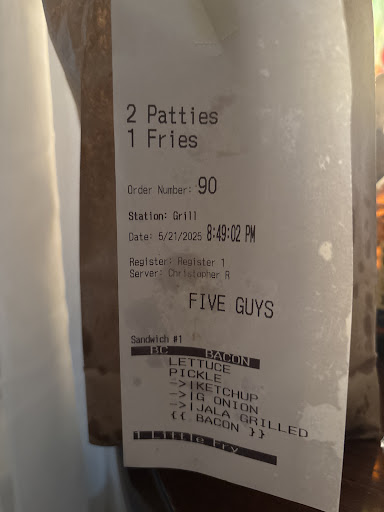 2 Patties
1 Fries
Order Number: 90
Station: Grill
Date: 5/21/2025 8:49:02 PM
Register: Register 1
Server: Christopher R
FIVE GUYS
Sandwich #1
BC BACON
LETTUCE
PICKLE
->|KETCHUP
->|G ONION
->|JALA GRILLED
{{ BACON }}
1 Little Fry